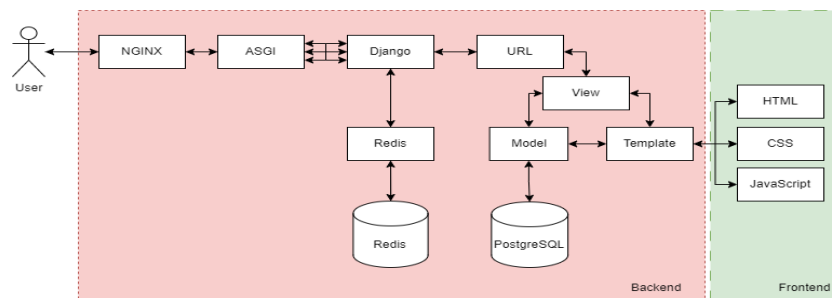 User
NGINX
ASGI
Django
URL
View
Redis
Model
Template
HTML
CSS
JavaScript
Redis
PostgreSQL
Backend
Frontend